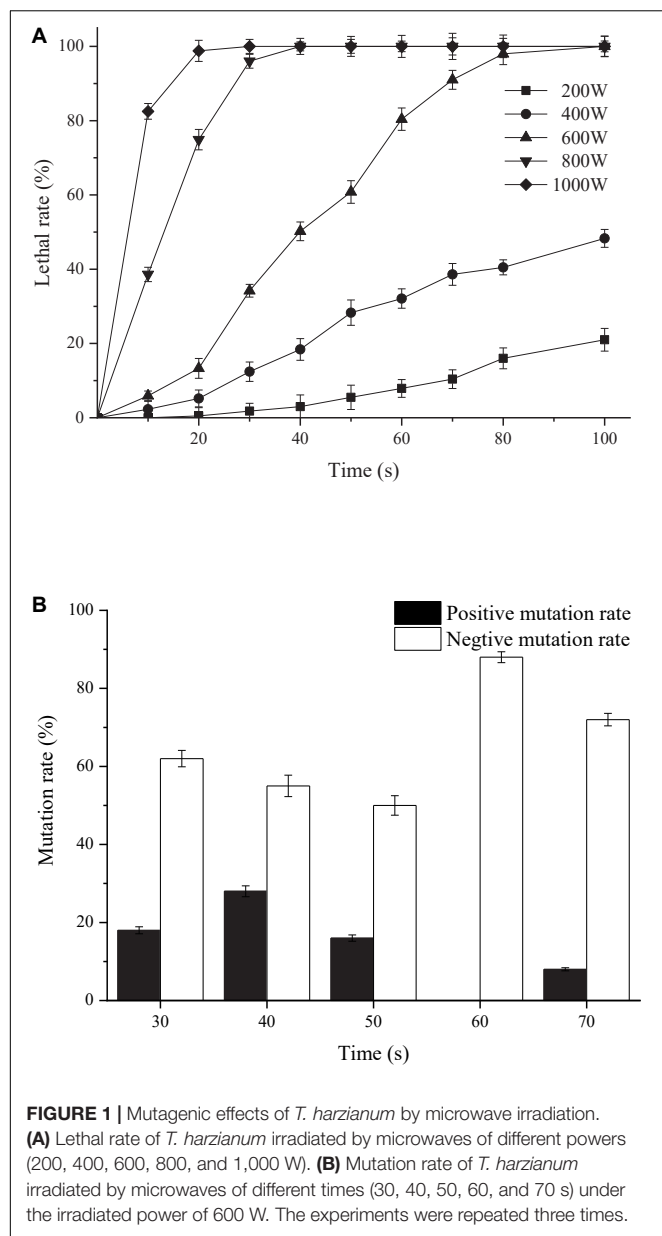 A
100
80
60
40
20
0
Lethal rate (%)
200W
400W
600W
800W
1000W
20
40
60
80
100
Time (s)
B
Positive mutation rate
Negtive mutation rate
100
80
60
40
20
0
Mutation rate (%)
30
40
50
60
70
Time (s)
FIGURE 1 | Mutagenic effects of T. harzianum by microwave irradiation.
(A) Lethal rate of T. harzianum irradiated by microwaves of different powers
(200, 400, 600, 800, and 1,000 W). (B) Mutation rate of T. harzianum
irradiated by microwaves of different times (30, 40, 50, 60, and 70 s) under
the irradiated power of 600 W. The experiments were repeated three times.